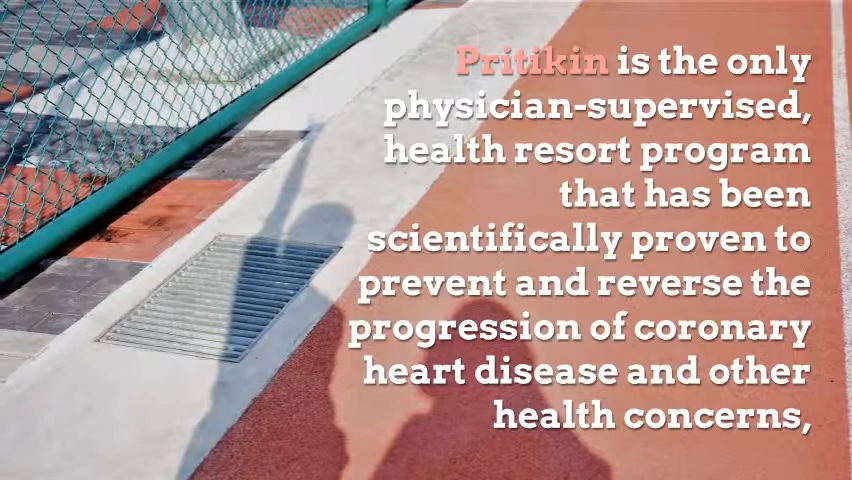 Pritikin is the only
physician-supervised,
health resort program
that has been
scientifically proven to
prevent and reverse the
progression of coronary
heart disease and other
health concerns,